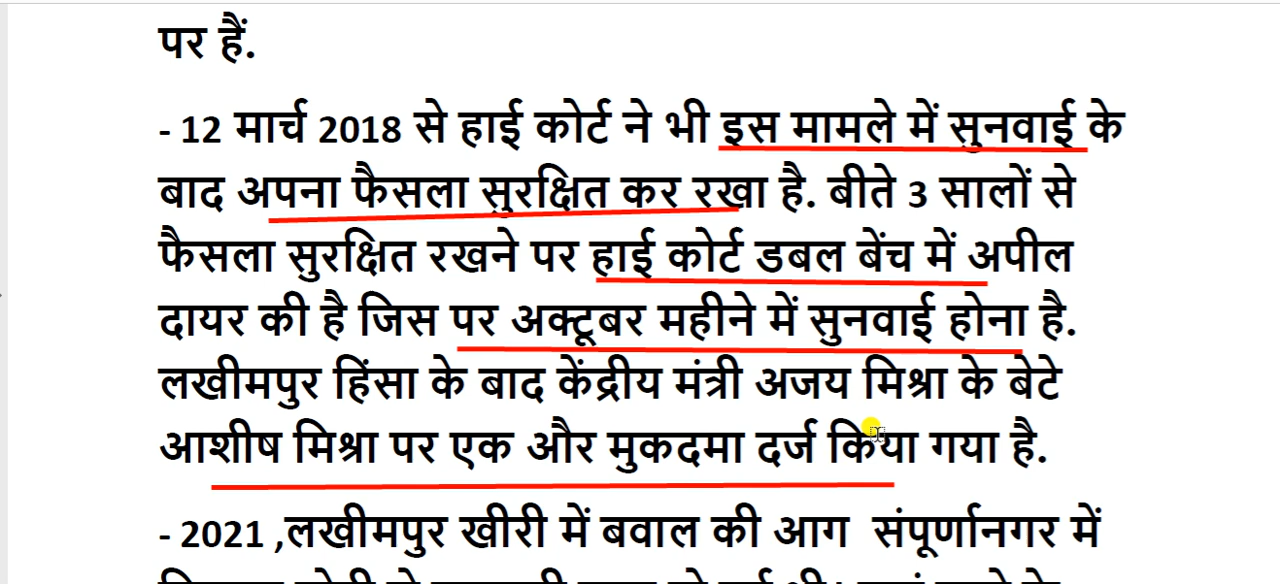 पर हैं.
- 12 मार्च 2018 से हाई कोर्ट ने भी इस मामले में सुनवाई के
बाद अपना फैसला सुरक्षित कर रखा है. बीते 3 सालों से
फैसला सुरक्षित रखने पर हाई कोर्ट डबल बेंच में अपील
दायर की है जिस पर अक्टूबर महीने में सुनवाई होना है.
लखीमपुर हिंसा के बाद केंद्रीय मंत्री अजय मिश्रा के बेटे
आशीष मिश्रा पर एक और मुकदमा दर्ज किया गया है.
- 2021 ,लखीमपुर खीरी में बवाल की आग संपूर्णानगर में